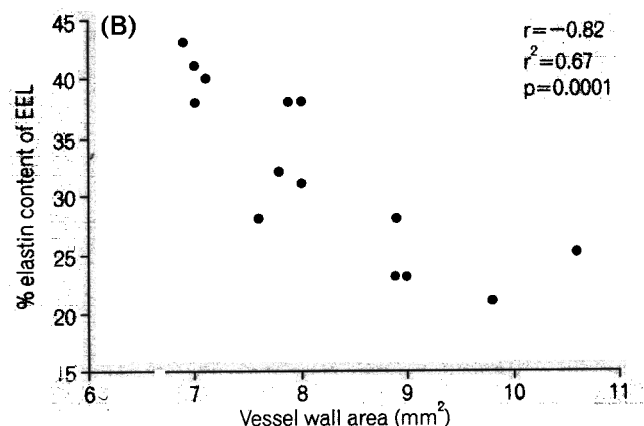 (B)
r=−0.82
r²=0.67
p=0.0001
% elastin content of EEL
45
40
35
30
25
20
15
6
7
8
9
10
11
Vessel wall area (mm²)